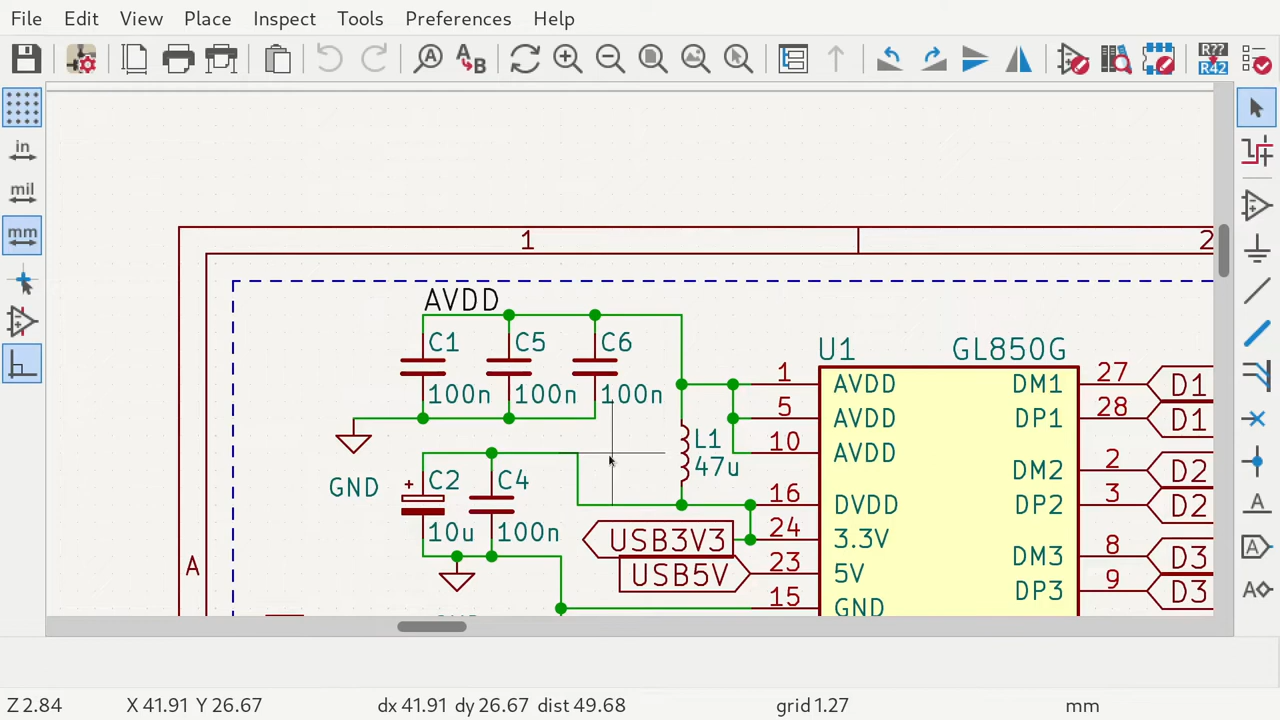 File Edit View Place Inspect Tools Preferences Help
A A B R?? R42
in
mil
mm
A
A
A
1 2
AVDD
C1 C5 C6
100n 100n 100n
U1 GL850G
1 AVDD DM1 27 D1
5 AVDD DP1 28 D1
10 AVDD
L1
47u
DM2 2 D2
GND
C2 C4
+
10u 100n
16 DVDD DP2 3 D2
USB3V3 24 3.3V
DM3 8 D3
USB5V 23 5V
DP3 9 D3
15 GND
A
Z 2.84 X 41.91 Y 26.67 dx 41.91 dy 26.67 dist 49.68 grid 1.27 mm